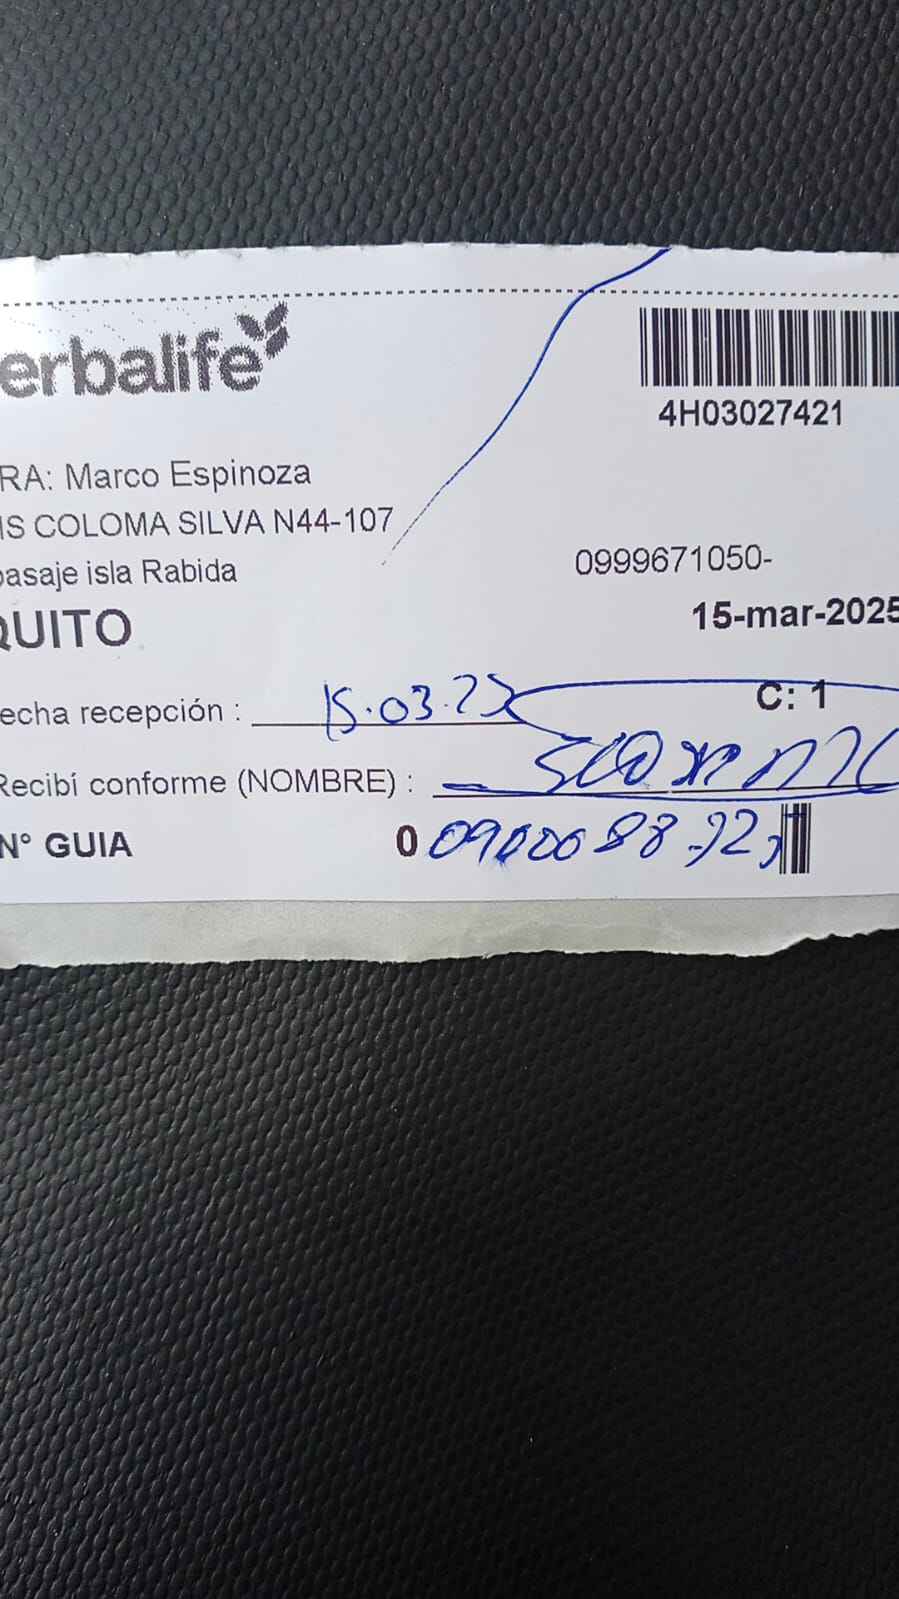 erbalife
4H03027421
RA: Marco Espinoza
IS COLOMA SILVA N44-107
pasaje isla Rabida
0999671050-
QUITO
15-mar-2025
echa recepción : 15.03.25
C: 1
Recibí conforme (NOMBRE) :
N° GUIA 0